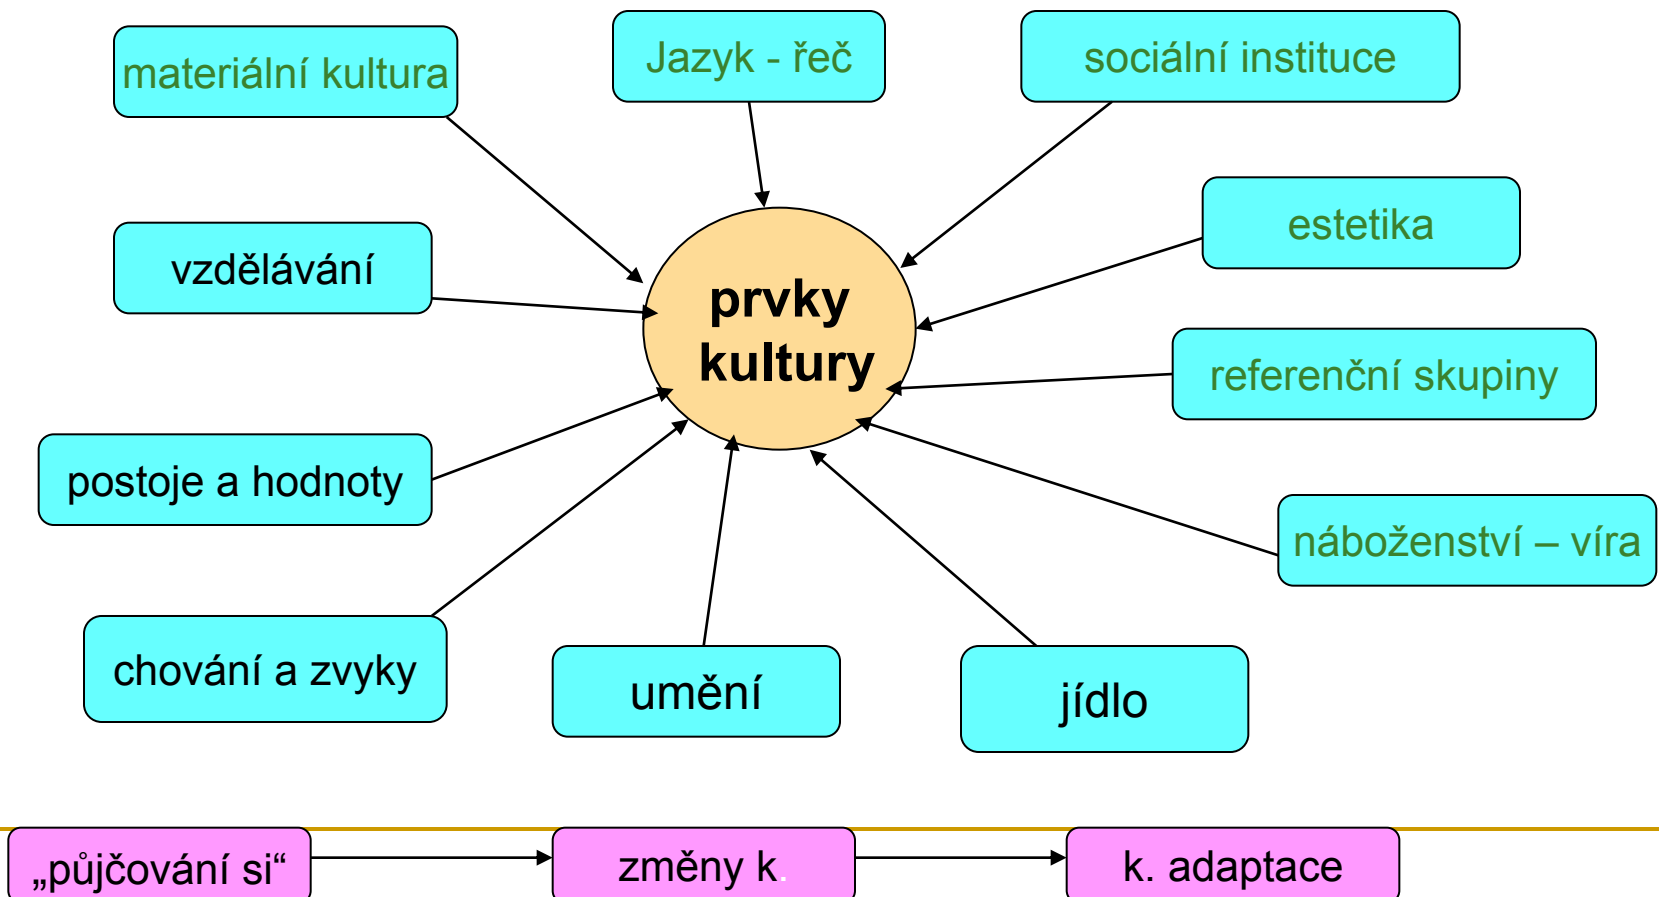 materiální kultura
Jazyk - řeč
sociální instituce
estetika
vzdělávání
prvky
kultury
referenční skupiny
postoje a hodnoty
náboženství – víra
chování a zvyky
umění
jídlo
„půjčování si“
změny k.
k. adaptace